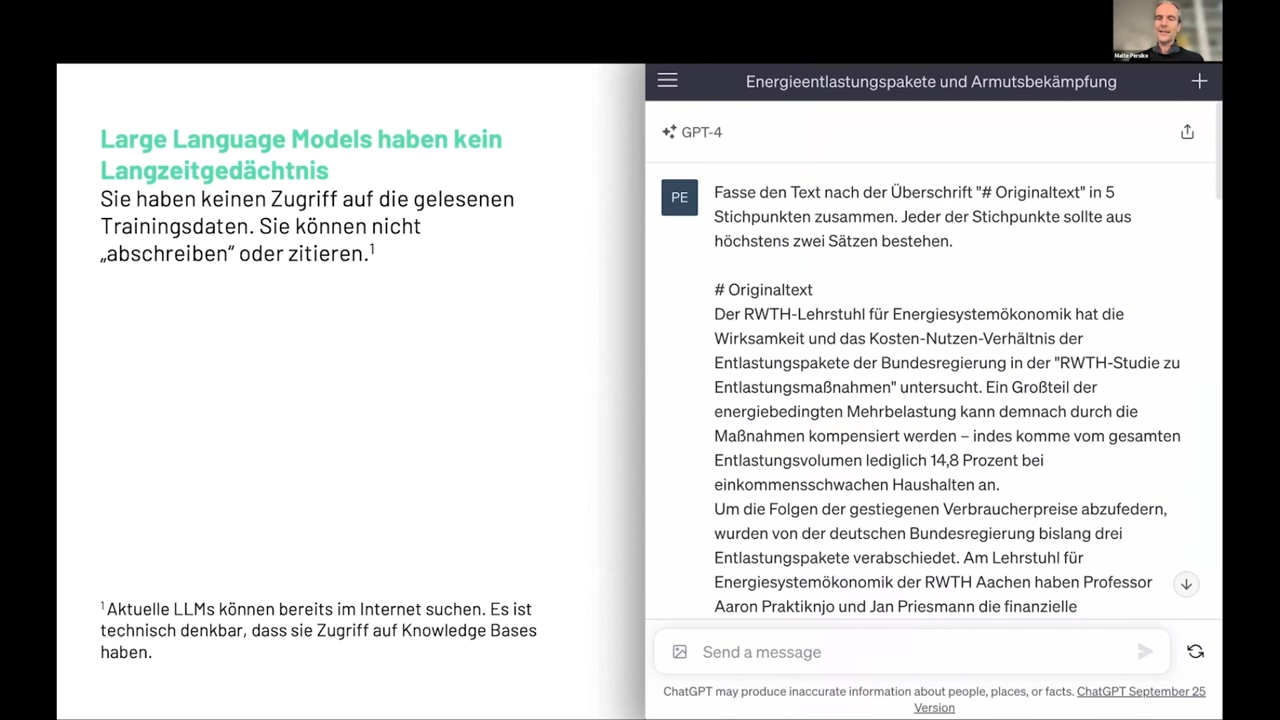 Malte Persike
Large Language Models haben kein
Langzeitgedächtnis
Sie haben keinen Zugriff auf die gelesenen
Trainingsdaten. Sie können nicht
„abschreiben“ oder zitieren.¹
¹ Aktuelle LLMs können bereits im Internet suchen. Es ist
technisch denkbar, dass sie Zugriff auf Knowledge Bases
haben.
Energieentlastungspakete und Armutsbekämpfung
GPT-4
PE
Fasse den Text nach der Überschrift "# Originaltext" in 5
Stichpunkten zusammen. Jeder der Stichpunkte sollte aus
höchstens zwei Sätzen bestehen.
# Originaltext
Der RWTH-Lehrstuhl für Energiesystemökonomik hat die
Wirksamkeit und das Kosten-Nutzen-Verhältnis der
Entlastungspakete der Bundesregierung in der "RWTH-Studie zu
Entlastungsmaßnahmen" untersucht. Ein Großteil der
energiebedingten Mehrbelastung kann demnach durch die
Maßnahmen kompensiert werden – indes komme vom gesamten
Entlastungsvolumen lediglich 14,8 Prozent bei
einkommensschwachen Haushalten an.
Um die Folgen der gestiegenen Verbraucherpreise abzufedern,
wurden von der deutschen Bundesregierung bislang drei
Entlastungspakete verabschiedet. Am Lehrstuhl für
Energiesystemökonomik der RWTH Aachen haben Professor
Aaron Praktiknjo und Jan Priesmann die finanzielle
Send a message
ChatGPT may produce inaccurate information about people, places, or facts. ChatGPT September 25
Version